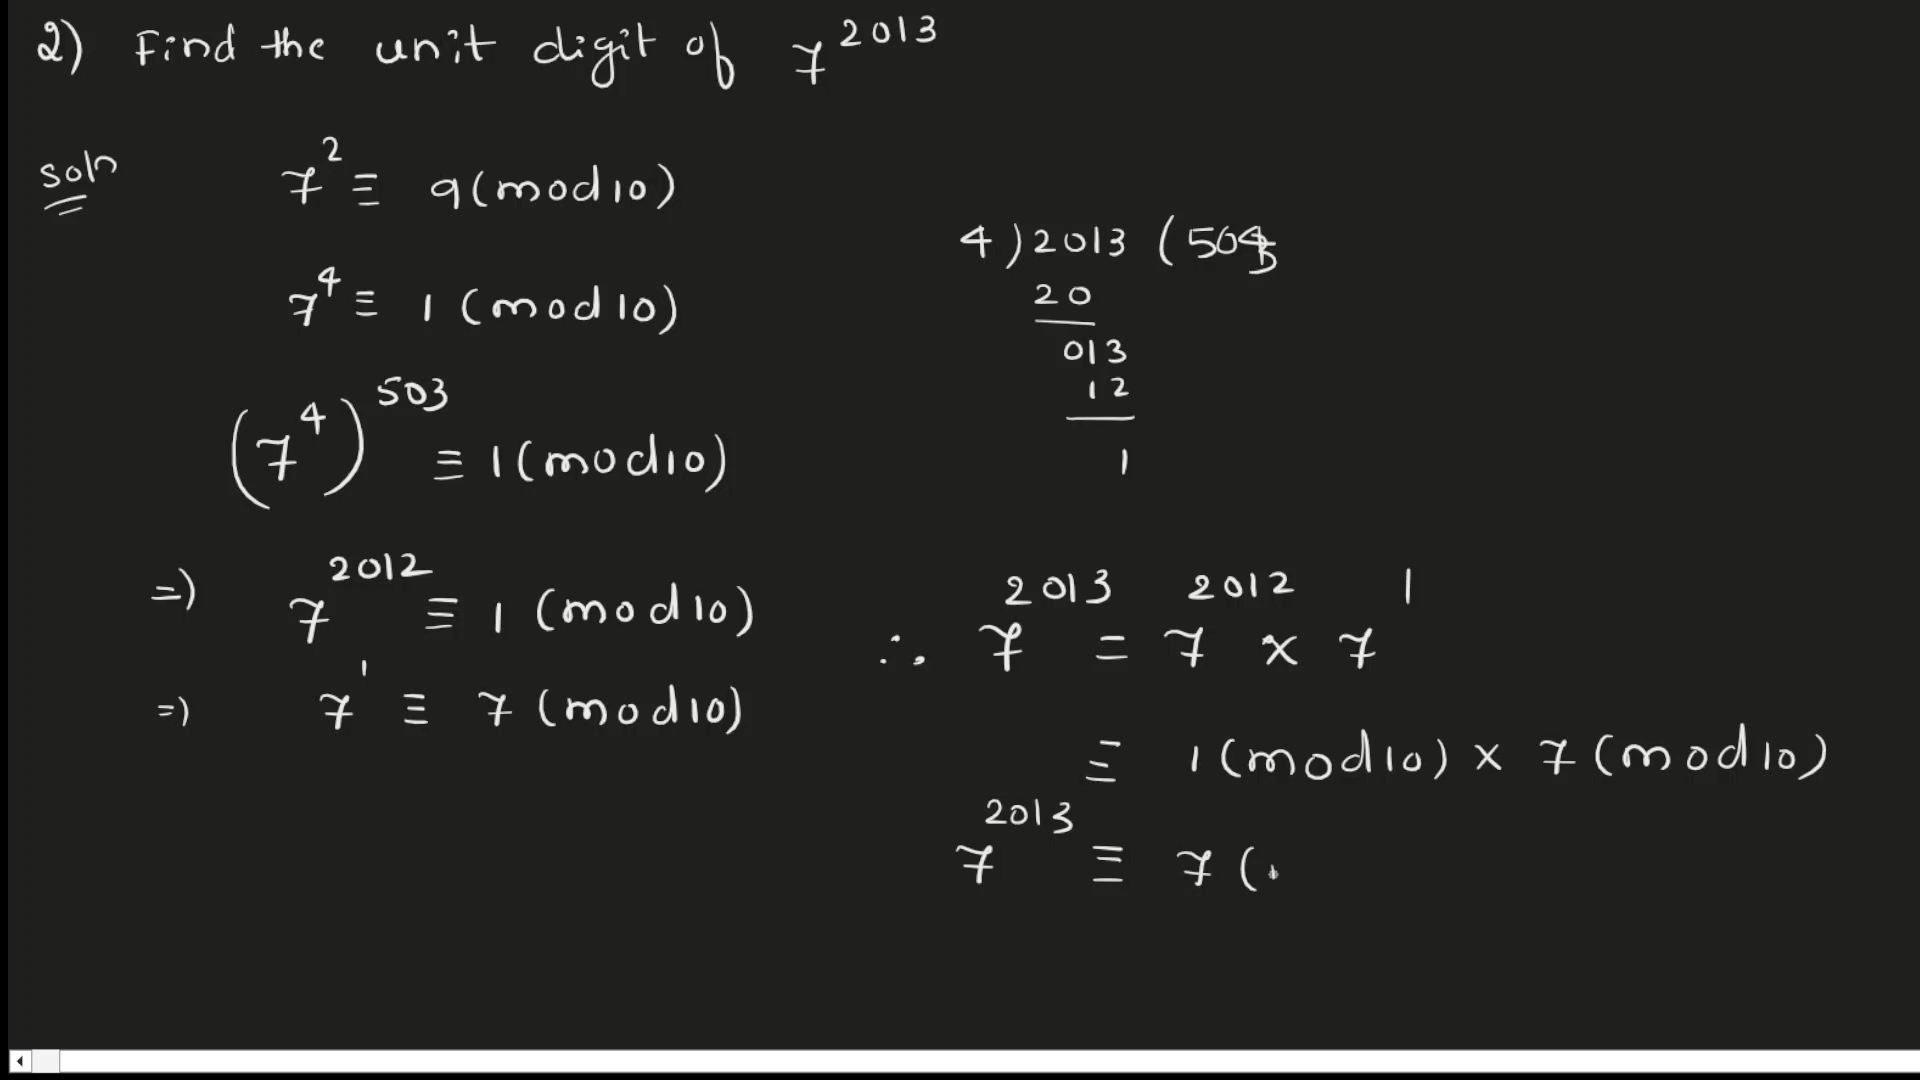 2) Find the unit digit of 7^2013
Soln
7^2 ≡ 9(mod10)
7^4 ≡ 1(mod10)
(7^4)^503 ≡ 1(mod10)
=) 7^2012 ≡ 1(mod10)
=) 7^1 ≡ 7(mod10)
4)2013(503
20
013
12
1
∴ 7^2013 = 7^2012 x 7^1
≡ 1(mod10) x 7(mod10)
7^2013 ≡ 7(